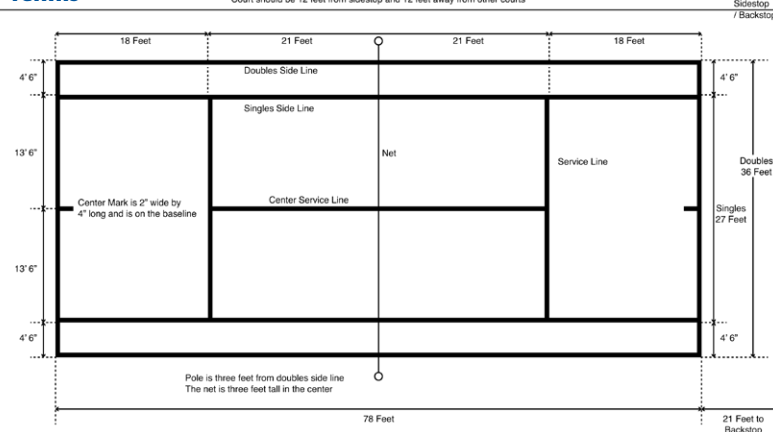 Tennis
Court should be 12 feet from sidestop and 12 feet away from other courts
Sidestop
/ Backstop
18 Feet
21 Feet
21 Feet
18 Feet
4' 6"
Doubles Side Line
4' 6"
Singles Side Line
13' 6"
Net
Service Line
Doubles
36 Feet
Center Mark is 2" wide by
4" long and is on the baseline
Center Service Line
Singles
27 Feet
13' 6"
4' 6"
4' 6"
Pole is three feet from doubles side line
The net is three feet tall in the center
78 Feet
21 Feet to
Backstop